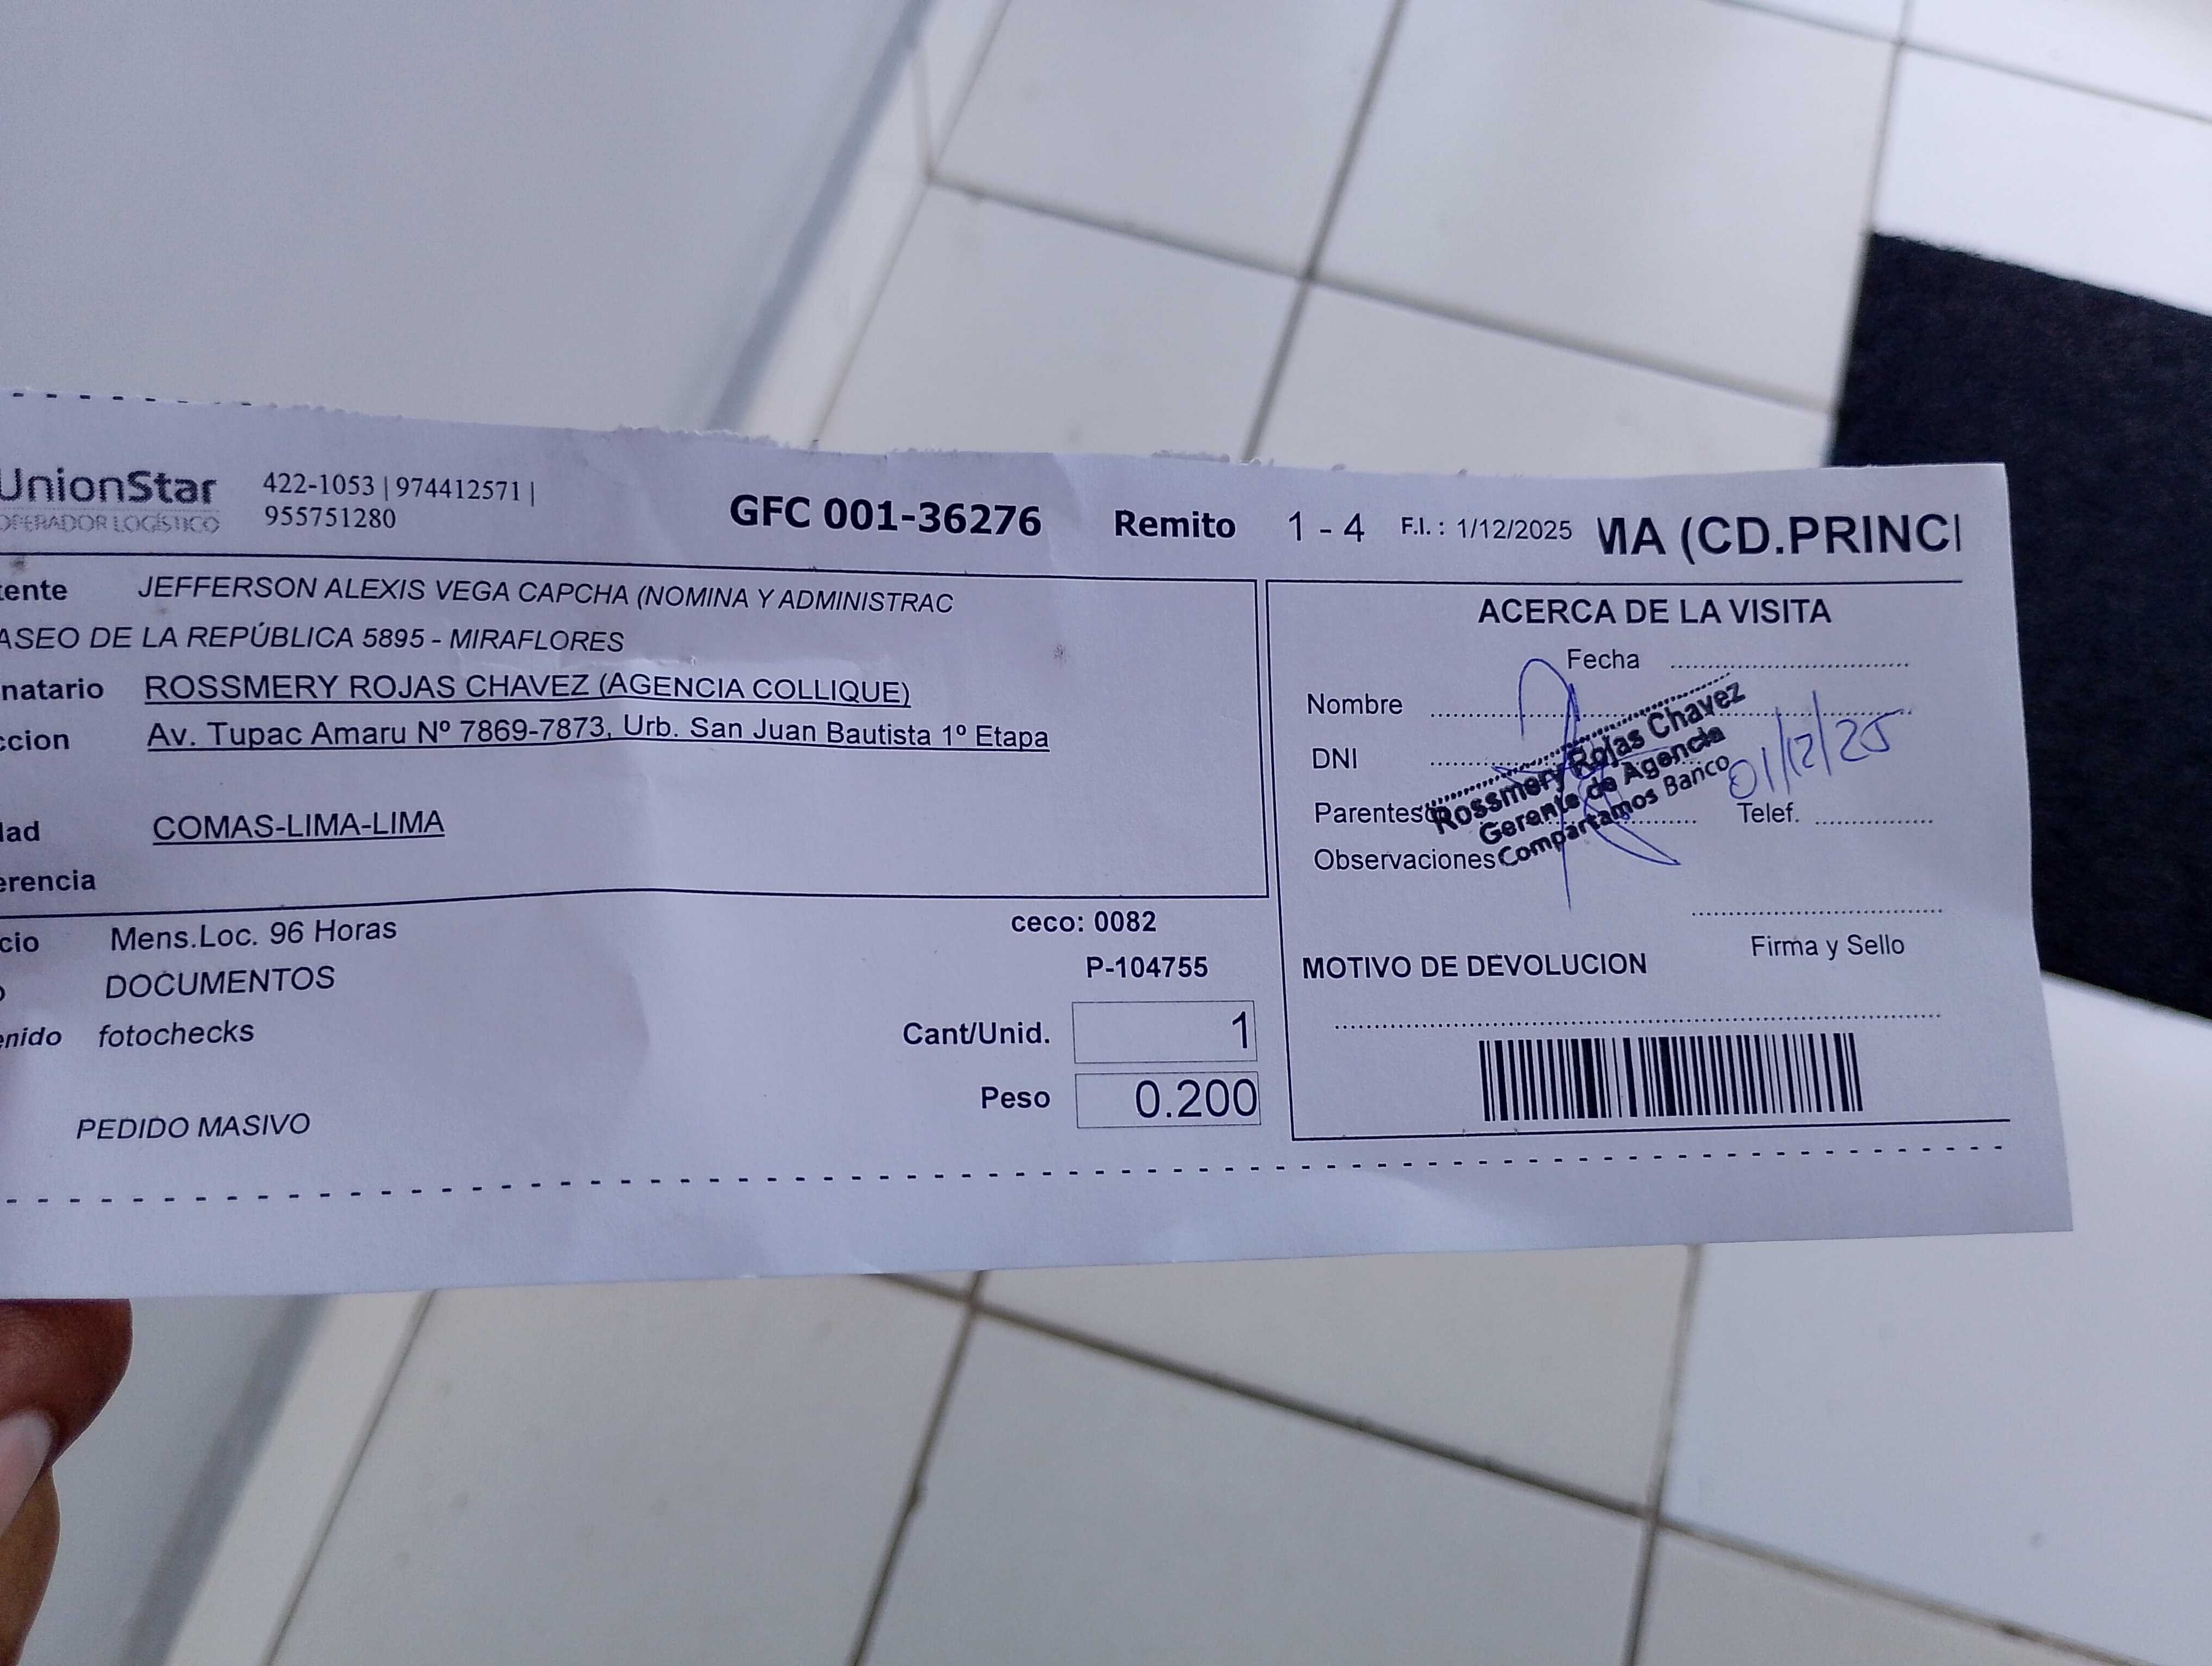 UnionStar
OPERADOR LOGÍSTICO
422-1053 | 974412571 |
955751280
GFC 001-36276 Remito 1 - 4 F.I. : 1/12/2025 MA (CD.PRINCI
ente JEFFERSON ALEXIS VEGA CAPCHA (NOMINA Y ADMINISTRAC
ASEO DE LA REPÚBLICA 5895 - MIRAFLORES
natario ROSSMERY ROJAS CHAVEZ (AGENCIA COLLIQUE)
ccion Av. Tupac Amaru Nº 7869-7873, Urb. San Juan Bautista 1º Etapa
dad COMAS-LIMA-LIMA
erencia
cio Mens.Loc. 96 Horas
o DOCUMENTOS
enido fotochecks
PEDIDO MASIVO
ceco: 0082
P-104755
Cant/Unid. 1
Peso 0.200
ACERCA DE LA VISITA
Fecha
Nombre
DNI
Parentesco
Telef.
Observaciones
Rossmery Rojas Chavez
Gerente de Agencia
Compartamos Banco
01/12/25
Firma y Sello
MOTIVO DE DEVOLUCION